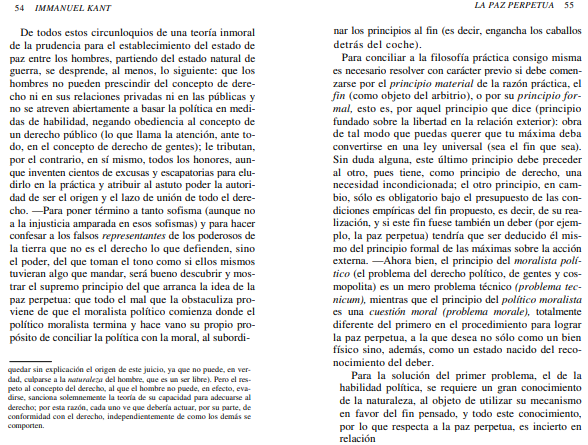 54 IMMANUEL KANT
De todos estos circunloquios de una teoría inmoral
de la prudencia para el establecimiento del estado de
paz entre los hombres, partiendo del estado natural de
guerra, se desprende, al menos, lo siguiente: que los
hombres no pueden prescindir del concepto de dere-
cho ni en sus relaciones privadas ni en las públicas y
no se atreven abiertamente a basar la política en medi-
das de habilidad, negando obediencia al concepto de
un derecho público (lo que llama la atención, ante to-
do, en el concepto de derecho de gentes); le tributan,
por el contrario, en sí mismo, todos los honores, aun-
que inventen cientos de excusas y escapatorias para elu-
dirlo en la práctica y atribuir al astuto poder la autori-
dad de ser el origen y el lazo de unión de todo el dere-
cho. —Para poner término a tanto sofisma (aunque no
a la injusticia amparada en esos sofismas) y para hacer
confesar a los falsos representantes de los poderosos de
la tierra que no es el derecho lo que defienden, sino
el poder, del que toman el tono como si ellos mismos
tuvieran algo que mandar, será bueno descubrir y mos-
trar el supremo principio del que arranca la idea de la
paz perpetua: que todo el mal que la obstaculiza pro-
viene de que el moralista político comienza donde el
político moralista termina y hace vano su propio pro-
pósito de conciliar la política con la moral, al subordi-
quedar sin explicación el origen de este juicio, ya que no puede, en ver-
dad, culparse a la naturaleza del hombre, que es un ser libre). Pero el res-
peto al concepto del derecho, al que el hombre no puede, en efecto, eva-
dirse, sanciona solemnemente la teoría de su capacidad para adecuarse al
derecho; por esta razón, cada uno ve que debería actuar, por su parte, de
conformidad con el derecho, independientemente de como los demás se
comporten.
LA PAZ PERPETUA 55
nar los principios al fin (es decir, engancha los caballos
detrás del coche).
Para conciliar a la filosofía práctica consigo misma
es necesario resolver con carácter previo si debe comen-
zarse por el principio material de la razón práctica, el
fin (como objeto del arbitrio), o por su principio for-
mal, esto es, por aquel principio que dice (principio
fundado sobre la libertad en la relación exterior): obra
de tal modo que puedas querer que tu máxima deba
convertirse en una ley universal (sea el fin que sea).
Sin duda alguna, este último principio debe preceder
al otro, pues tiene, como principio de derecho, una
necesidad incondicionada; el otro principio, en cam-
bio, sólo es obligatorio bajo el presupuesto de las con-
diciones empíricas del fin propuesto, es decir, de su rea-
lización, y si este fin fuese también un deber (por ejem-
plo, la paz perpetua) tendría que ser deducido él mis-
mo del principio formal de las máximas sobre la acción
externa. —Ahora bien, el principio del moralista polí-
tico (el problema del derecho político, de gentes y cos-
mopolita) es un mero problema técnico (problema tec-
nicum), mientras que el principio del político moralista
es una cuestión moral (problema morale), totalmente
diferente del primero en el procedimiento para lograr
la paz perpetua, a la que desea no sólo como un bien
físico sino, además, como un estado nacido del reco-
nocimiento del deber.
Para la solución del primer problema, el de la
habilidad política, se requiere un gran conocimiento
de la naturaleza, al objeto de utilizar su mecanismo
en favor del fin pensado, y todo este conocimiento,
por lo que respecta a la paz perpetua, es incierto en
relación